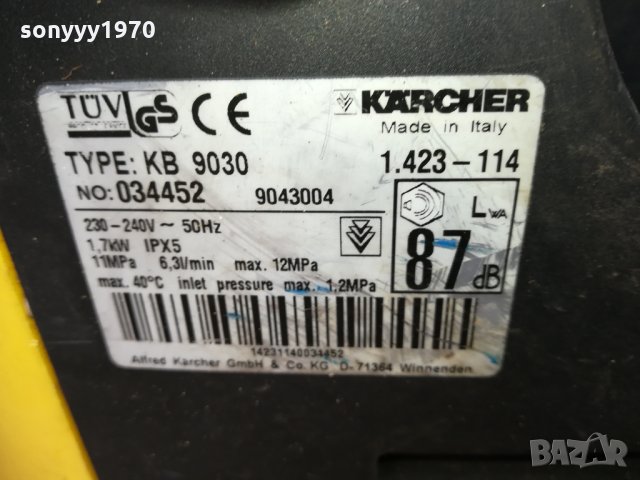 sonyyy1970
TÜV GS CE KÄRCHER
Made in Italy
TYPE: KB 9030 1.423-114
NO: 034452 9043004
230-240V ~ 50Hz
1,7kW IPX5
11MPa 6,3l/min max. 12MPa
max. 40°C inlet pressure max. 1,2MPa
LWA
87
dB
14231140034452
Alfred Karcher GmbH & Co. KG D-71364 Winnenden
BAZAR